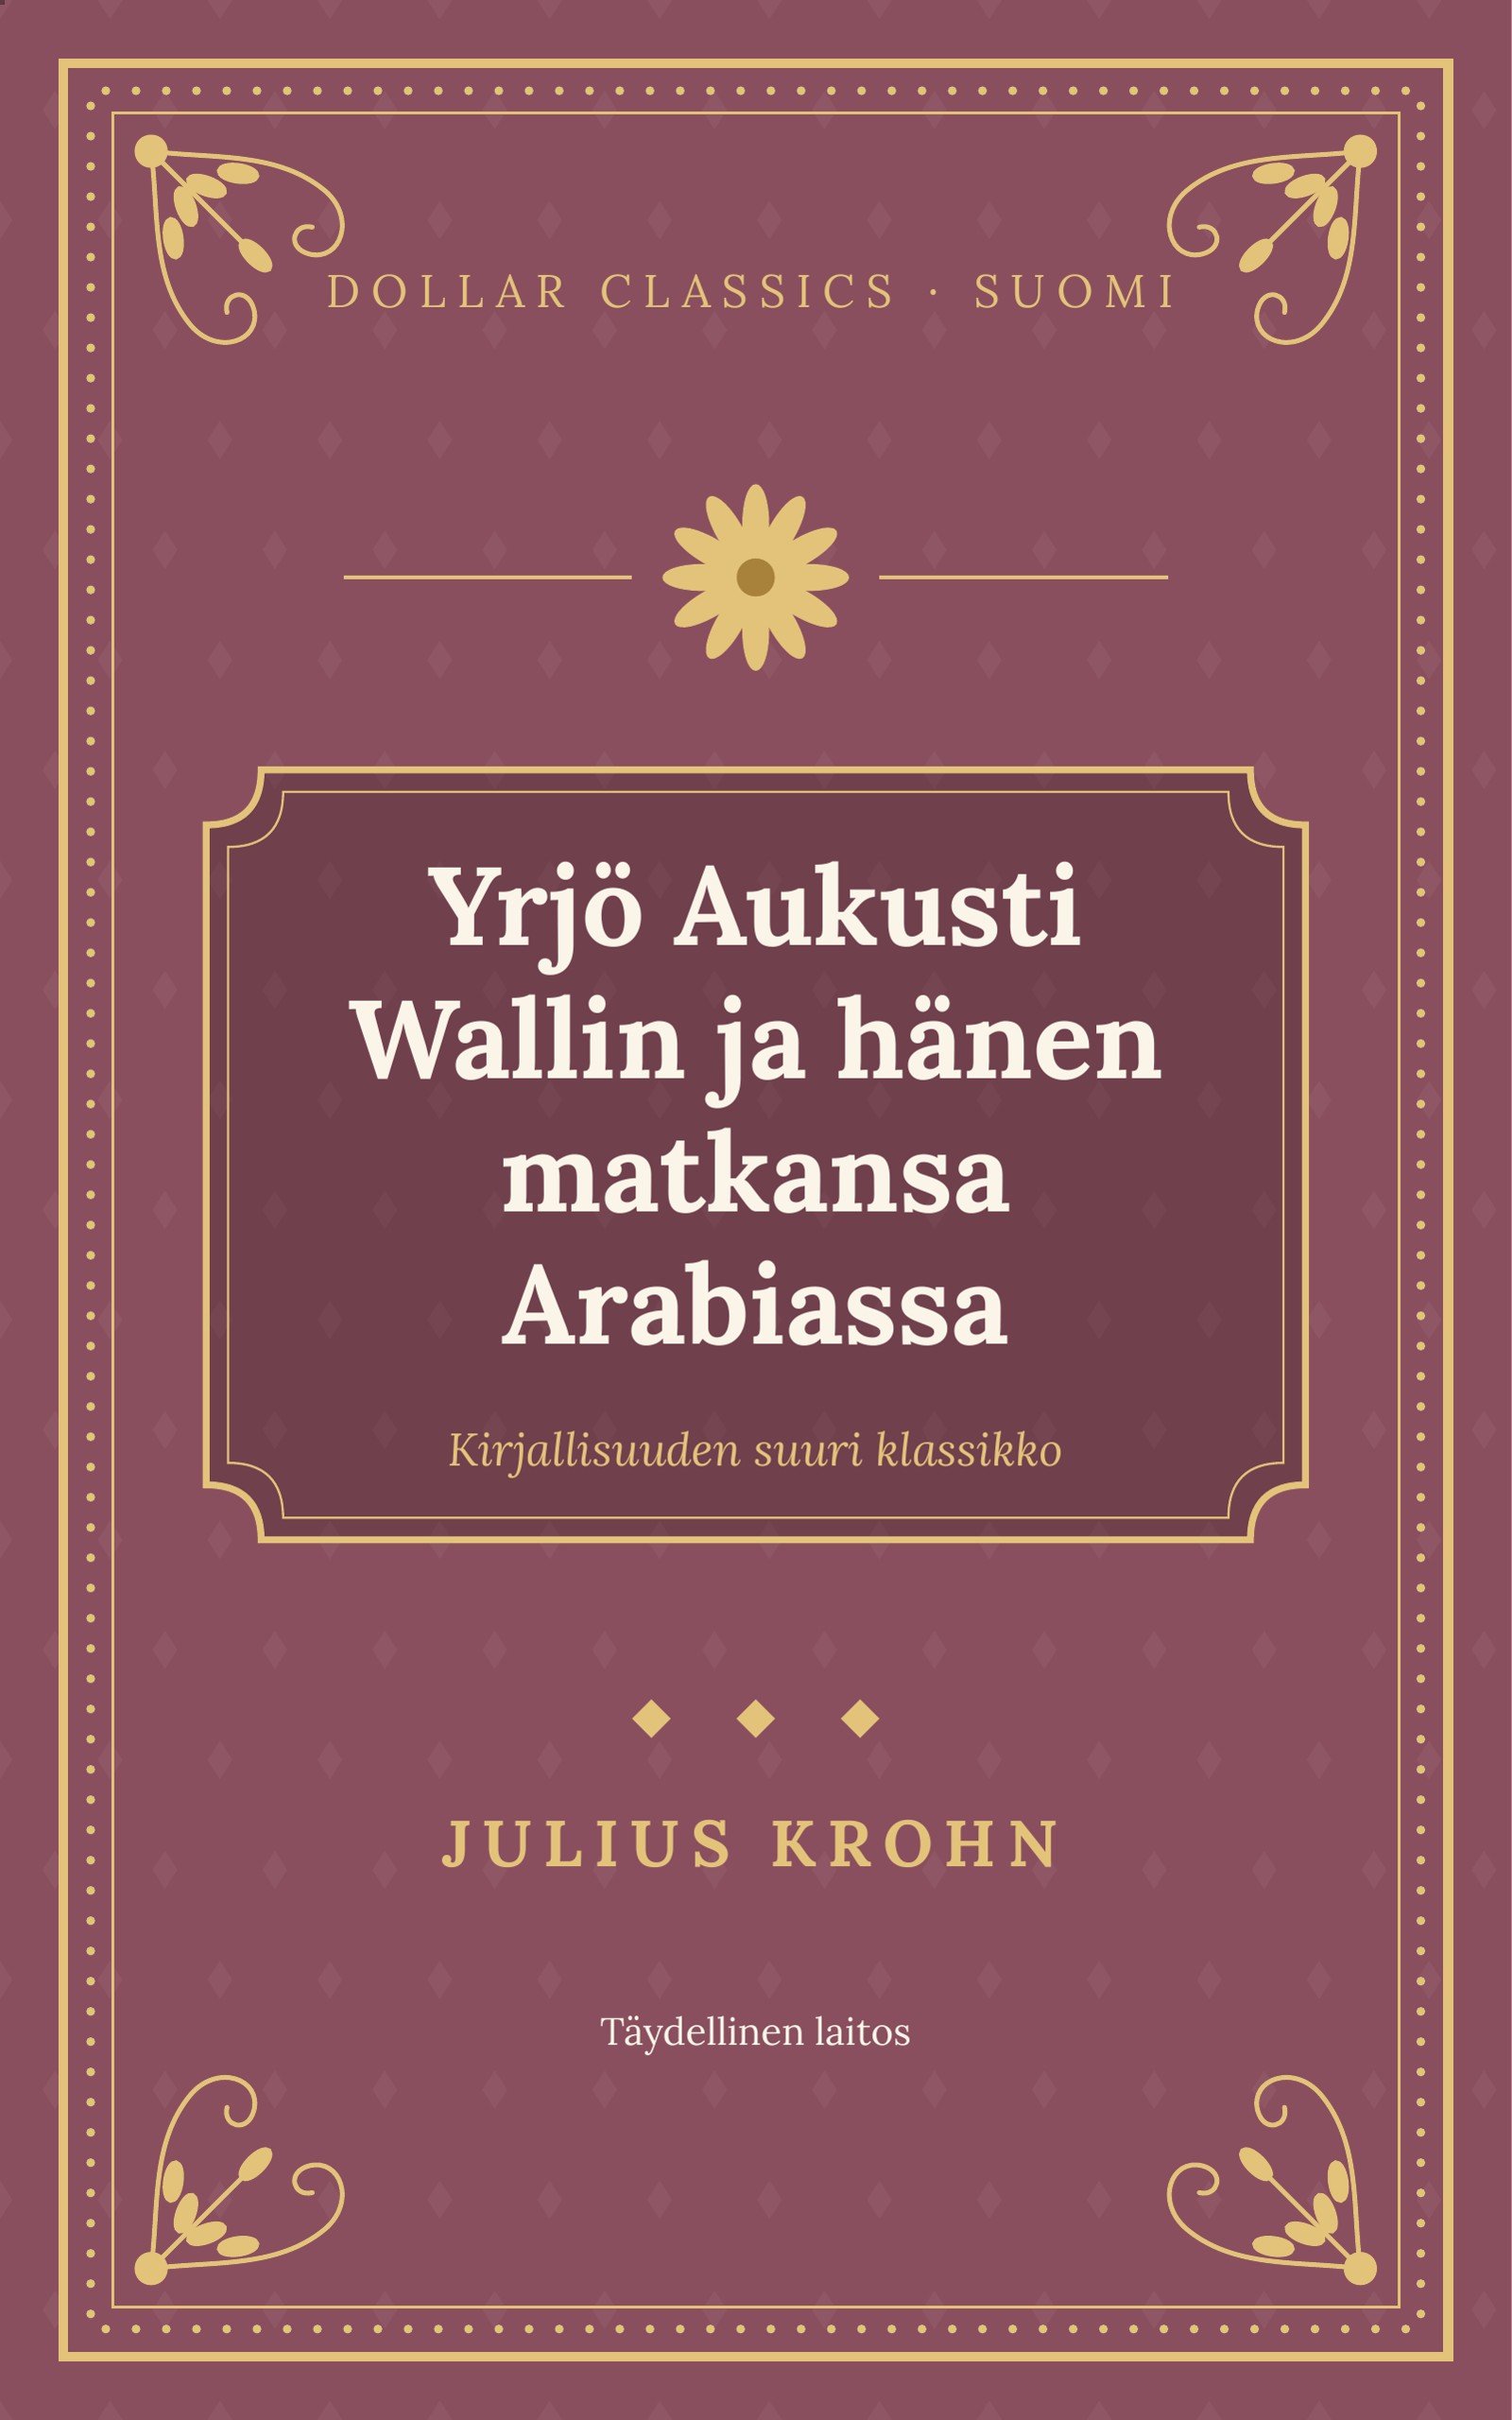 DOLLAR CLASSICS · SUOMI
Yrjö Aukusti
Wallin ja hänen
matkansa
Arabiassa
Kirjallisuuden suuri klassikko
JULIUS KROHN
Täydellinen laitos